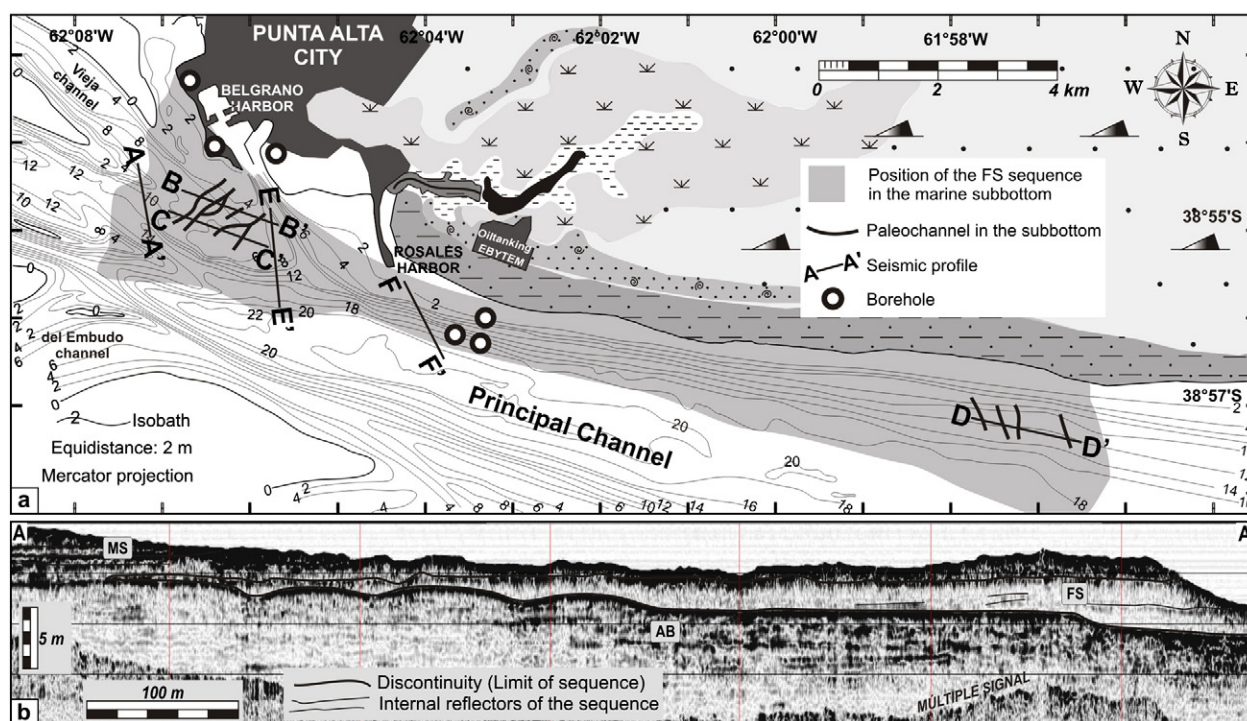 62°08'W
62°04'W
62°02'W
62°00'W
61°58'W
PUNTA ALTA
CITY
N
W E
S
0 2 4 km
Vieja
channel
BELGRANO
HARBOR
Position of the FS sequence
in the marine subbottom
Paleochannel in the subbottom
A A' Seismic profile
Borehole
38°55'S
A
B
E
C
B'
A'
C'
E'
ROSALES
HARBOR
Oiltanking
EBYTEM
F
F'
del Embudo
channel
Principal Channel
38°57'S
D
D'
2 Isobath
Equidistance: 2 m
Mercator projection
a
A
A'
MS
FS
AB
5 m
100 m
Discontinuity (Limit of sequence)
Internal reflectors of the sequence
MULTIPLE SIGNAL
b